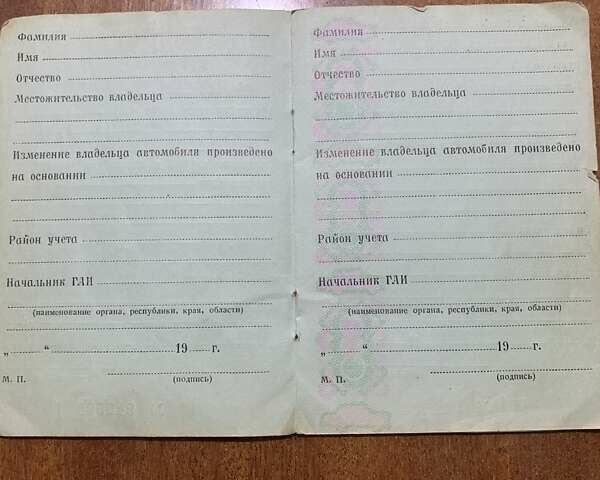 Фамилия
Имя
Отчество
Местожительство владельца
Изменение владельца автомобиля произведено
на основании
Район учета
Начальник ГАИ
(наименование органа, республики, края, области)
„ “ 19 г.
М. П. (подпись)
Фамилия
Имя
Отчество
Местожительство владельца
Изменение владельца автомобиля произведено
на основании
Район учета
Начальник ГАИ
(наименование органа, республики, края, области)
„ “ 19 г.
М. П. (подпись)